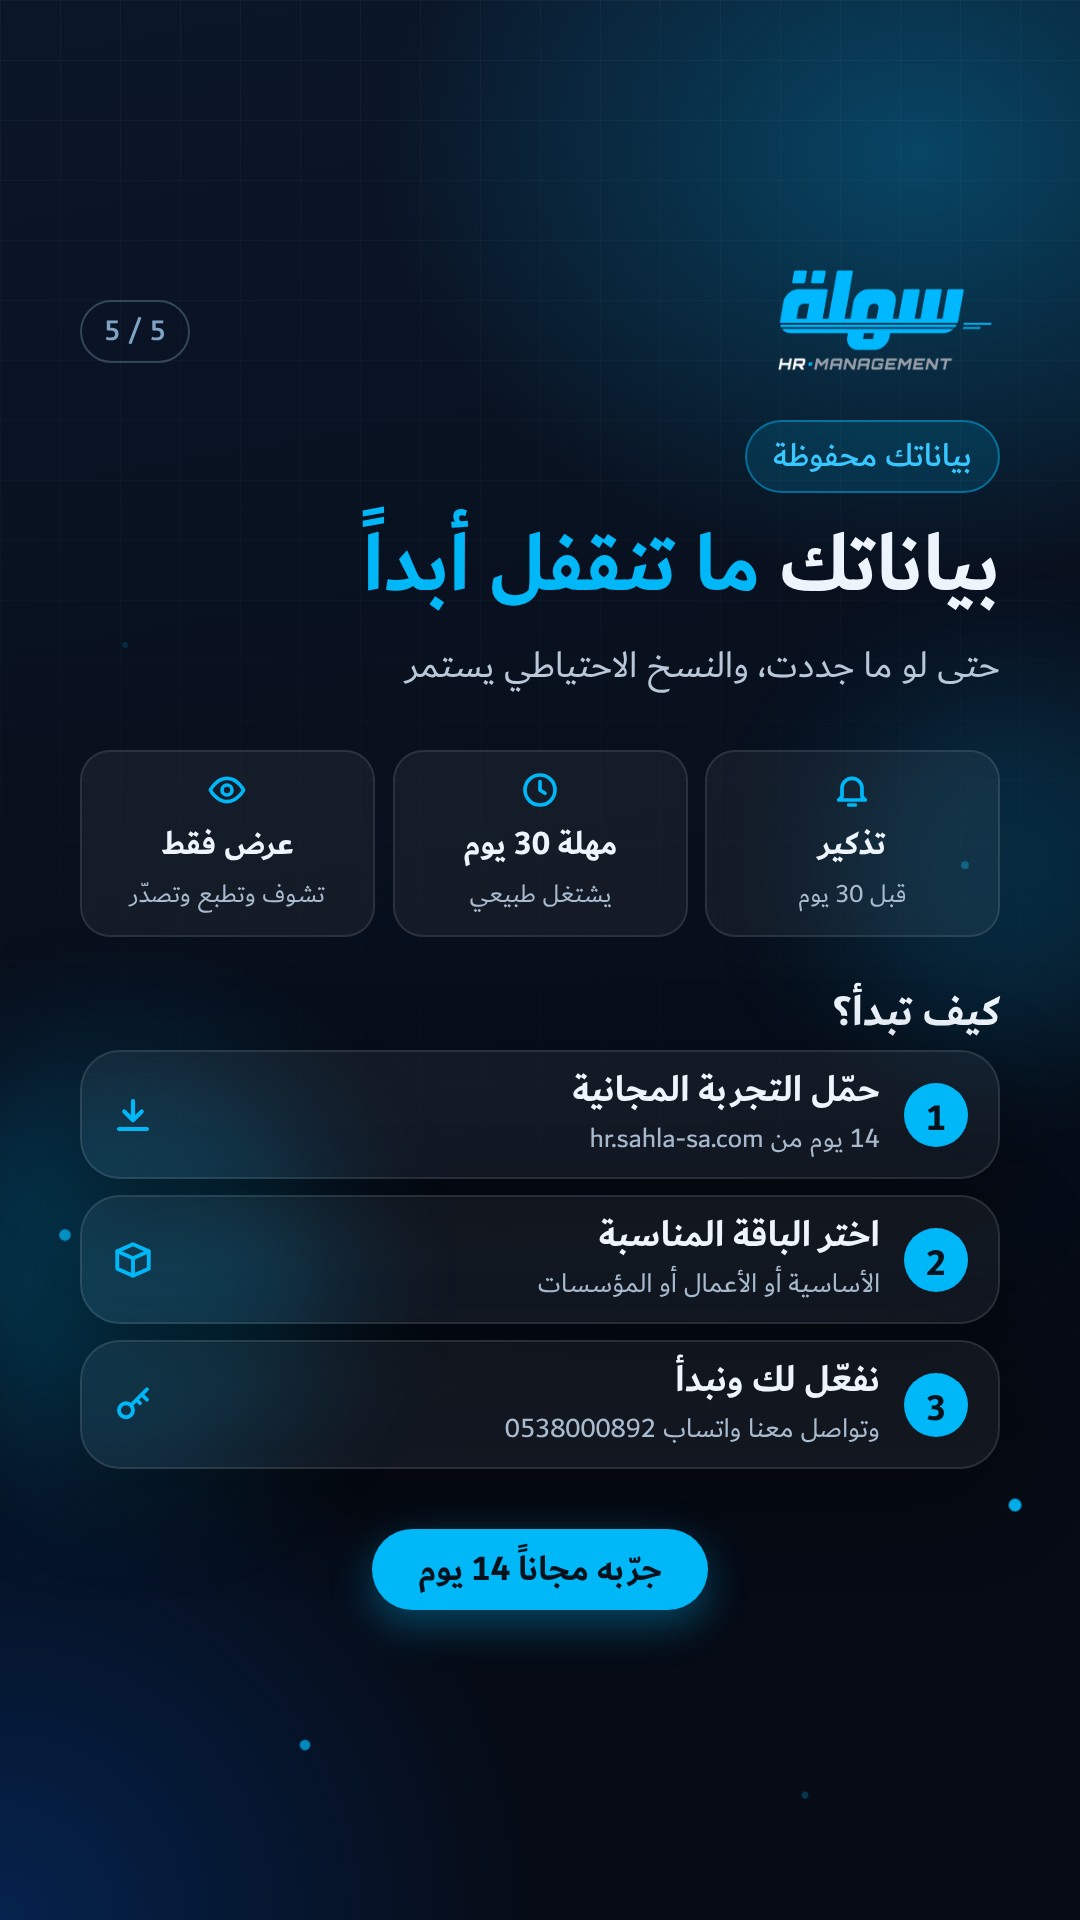 سهلة
HR·MANAGEMENT
5 / 5
بياناتك محفوظة
بياناتك ما تنقفل أبداً
حتى لو ما جددت، والنسخ الاحتياطي يستمر
تذكير
قبل 30 يوم
مهلة 30 يوم
يشتغل طبيعي
عرض فقط
تشوف وتطبع وتصدّر
كيف تبدأ؟
1
حمّل التجربة المجانية
14 يوم من hr.sahla-sa.com
2
اختر الباقة المناسبة
الأساسية أو الأعمال أو المؤسسات
3
نفعّل لك ونبدأ
وتواصل معنا واتساب 0538000892
جرّبه مجاناً 14 يوم